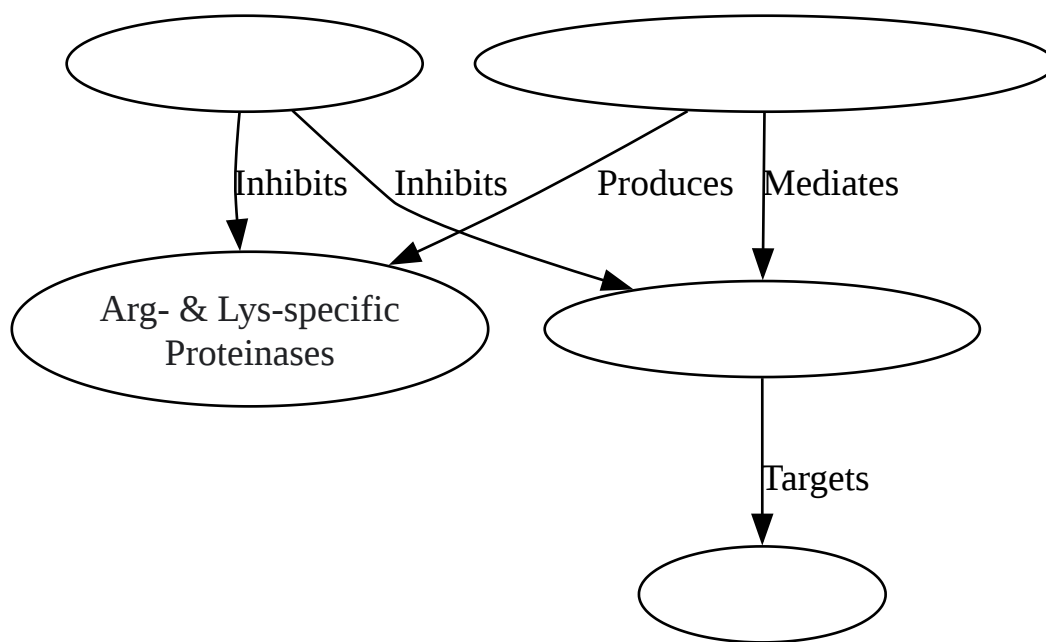 Inhibits
Inhibits
Produces
Mediates
Arg- & Lys-specific
Proteinases
Targets